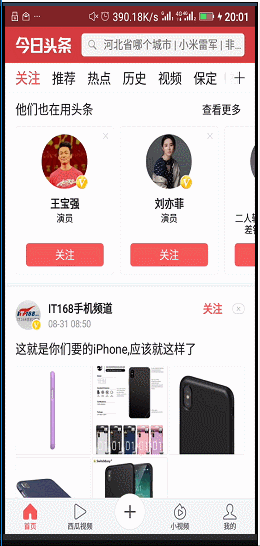 390.18K/s 20:01
今日头条 河北省哪个城市 | 小米雷军 | 非...
关注 推荐 热点 历史 视频 保定
他们也在用头条 查看更多
王宝强 刘亦菲
演员 演员 二人
关注 关注
IT168手机频道 关注
08-31 08:50
这就是你们要的iPhone,应该就这样了
首页 西瓜视频 小视频 我的